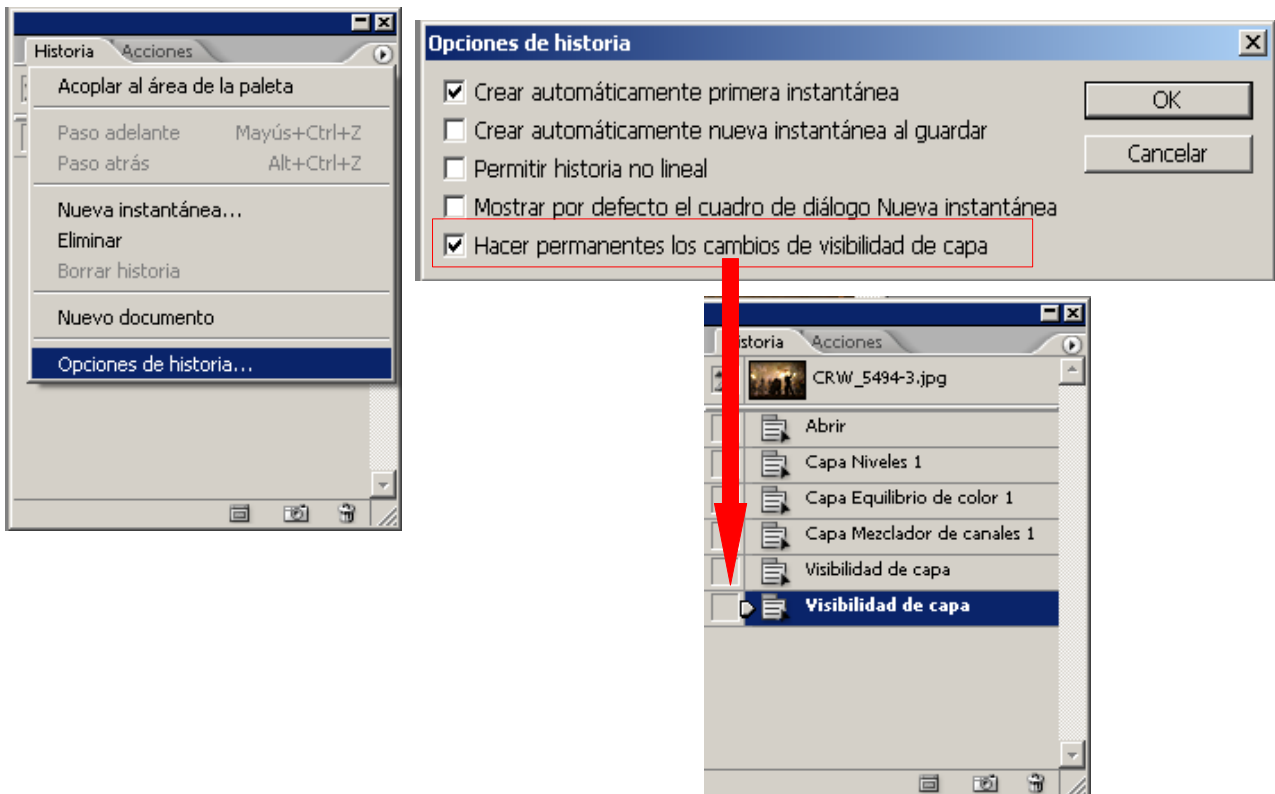 Historia Acciones
Acoplar al área de la paleta
Paso adelante Mayús+Ctrl+Z
Paso atrás Alt+Ctrl+Z
Nueva instantánea...
Eliminar
Borrar historia
Nuevo documento
Opciones de historia...
Opciones de historia
Crear automáticamente primera instantánea
Crear automáticamente nueva instantánea al guardar
Permitir historia no lineal
Mostrar por defecto el cuadro de diálogo Nueva instantánea
Hacer permanentes los cambios de visibilidad de capa
OK
Cancelar
storia Acciones
CRW_5494-3.jpg
Abrir
Capa Niveles 1
Capa Equilibrio de color 1
Capa Mezclador de canales 1
Visibilidad de capa
Visibilidad de capa